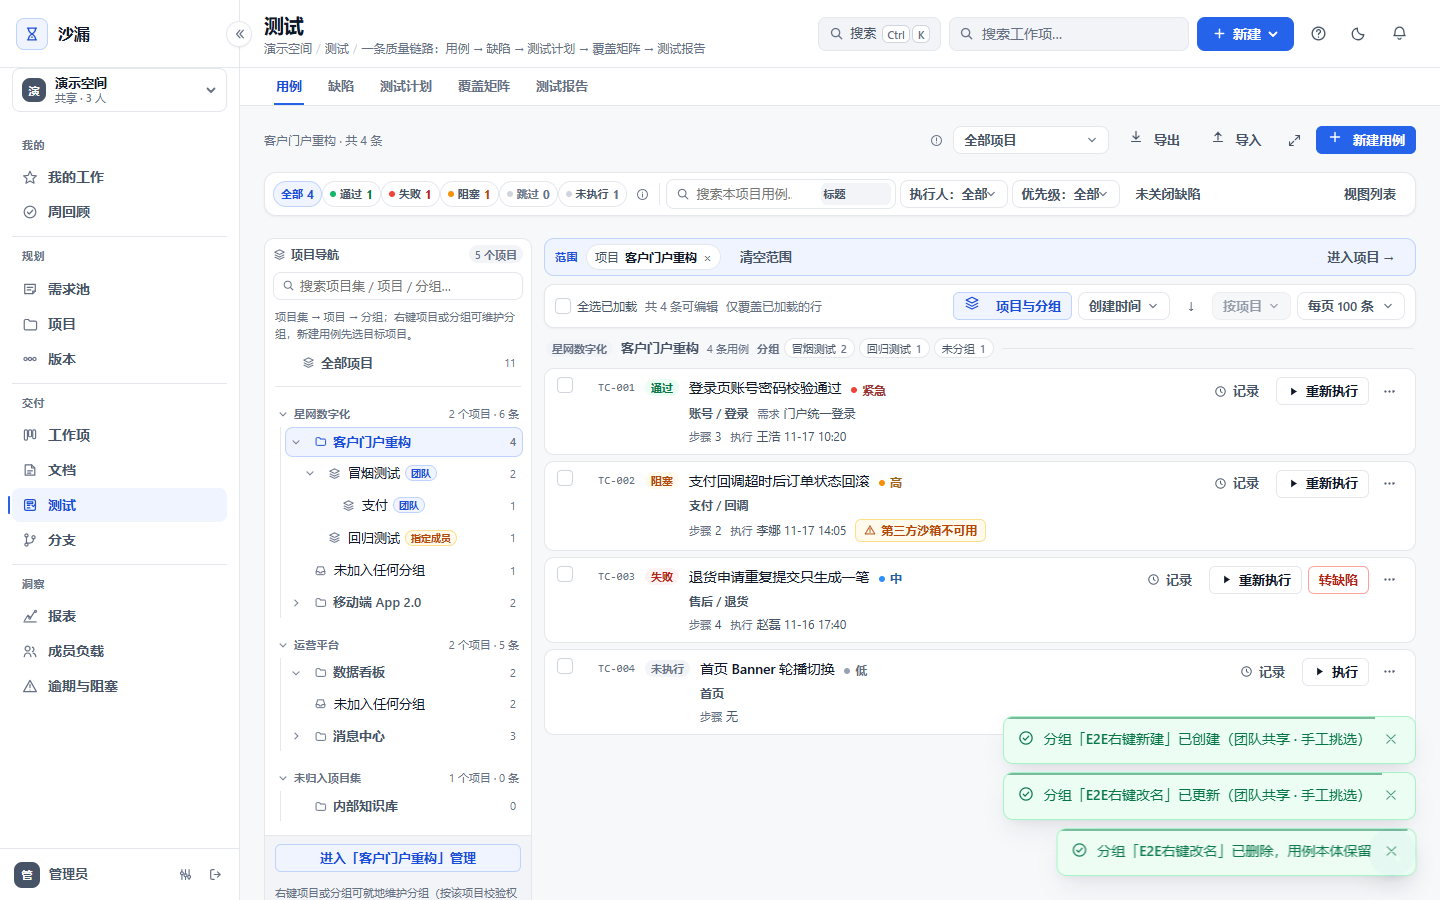 沙漏
演
演示空间
共享 · 3 人
我的
我的工作
周回顾
规划
需求池
项目
版本
交付
工作项
文档
测试
分支
洞察
报表
成员负载
逾期与阻塞
管
管理员
测试
演示空间 / 测试 / 一条质量链路：用例 → 缺陷 → 测试计划 → 覆盖矩阵 → 测试报告
搜索 Ctrl K
搜索工作项...
新建
用例 缺陷 测试计划 覆盖矩阵 测试报告
客户门户重构 · 共 4 条
全部项目
导出
导入
新建用例
全部 4 通过 1 失败 1 阻塞 1 跳过 0 未执行 1
搜索本项目用例.. 标题
执行人：全部
优先级：全部
未关闭缺陷
视图列表
项目导航 5 个项目
搜索项目集 / 项目 / 分组...
项目集 → 项目 → 分组；右键项目或分组可维护分
组，新建用例先选目标项目。
全部项目 11
星网数字化 2 个项目 · 6 条
客户门户重构 4
冒烟测试 团队 2
支付 团队 1
回归测试 指定成员 1
未加入任何分组 1
移动端 App 2.0 2
运营平台 2 个项目 · 5 条
数据看板 2
未加入任何分组 2
消息中心 3
未归入项目集 1 个项目 · 0 条
内部知识库 0
进入「客户门户重构」管理
右键项目或分组可就地维护分组（按该项目校验权
范围 项目 客户门户重构 × 清空范围 进入项目 →
全选已加载 共 4 条可编辑 仅覆盖已加载的行
项目与分组 创建时间 ↓ 按项目 每页 100 条
星网数字化 客户门户重构 4 条用例 分组 冒烟测试 2 回归测试 1 未分组 1
TC-001 通过 登录页账号密码校验通过 紧急 记录 重新执行 ···
账号 / 登录 需求 门户统一登录
步骤 3 执行 王浩 11-17 10:20
TC-002 阻塞 支付回调超时后订单状态回滚 高 记录 重新执行 ···
支付 / 回调
步骤 2 执行 李娜 11-17 14:05 第三方沙箱不可用
TC-003 失败 退货申请重复提交只生成一笔 中 记录 重新执行 转缺陷 ···
售后 / 退货
步骤 4 执行 赵磊 11-16 17:40
TC-004 未执行 首页 Banner 轮播切换 低 记录 执行 ···
首页
步骤 无
分组「E2E右键新建」已创建（团队共享 · 手工挑选）
分组「E2E右键改名」已更新（团队共享 · 手工挑选）
分组「E2E右键改名」已删除，用例本体保留